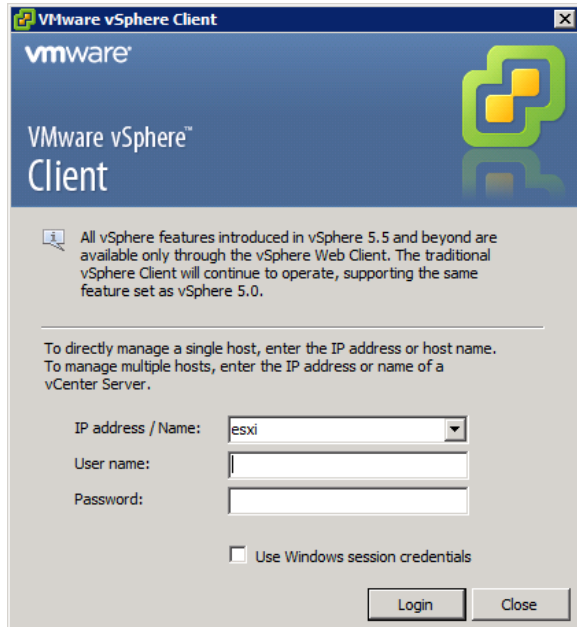 VMware vSphere Client
vmware®
VMware vSphere™
Client
All vSphere features introduced in vSphere 5.5 and beyond are
available only through the vSphere Web Client. The traditional
vSphere Client will continue to operate, supporting the same
feature set as vSphere 5.0.
To directly manage a single host, enter the IP address or host name.
To manage multiple hosts, enter the IP address or name of a
vCenter Server.
IP address / Name: esxi
User name:
Password:
Use Windows session credentials
Login Close